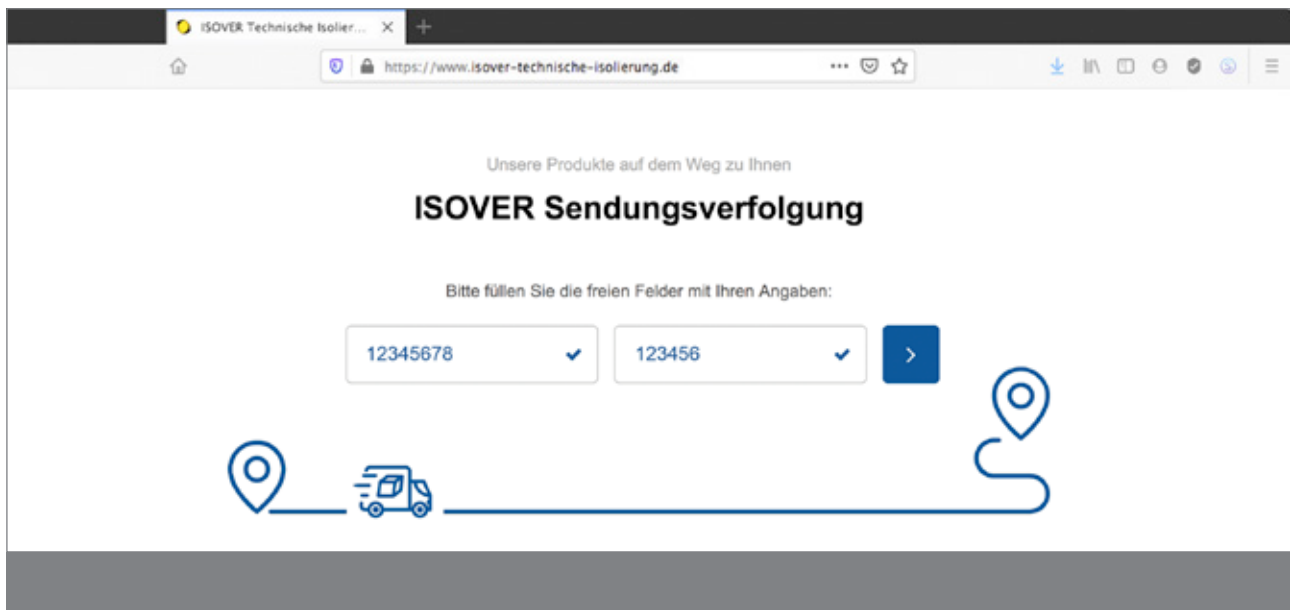 ISOVER Technische Isolier...
https://www.isover-technische-isolierung.de
Unsere Produkte auf dem Weg zu Ihnen
ISOVER Sendungsverfolgung
Bitte füllen Sie die freien Felder mit Ihren Angaben:
12345678 123456